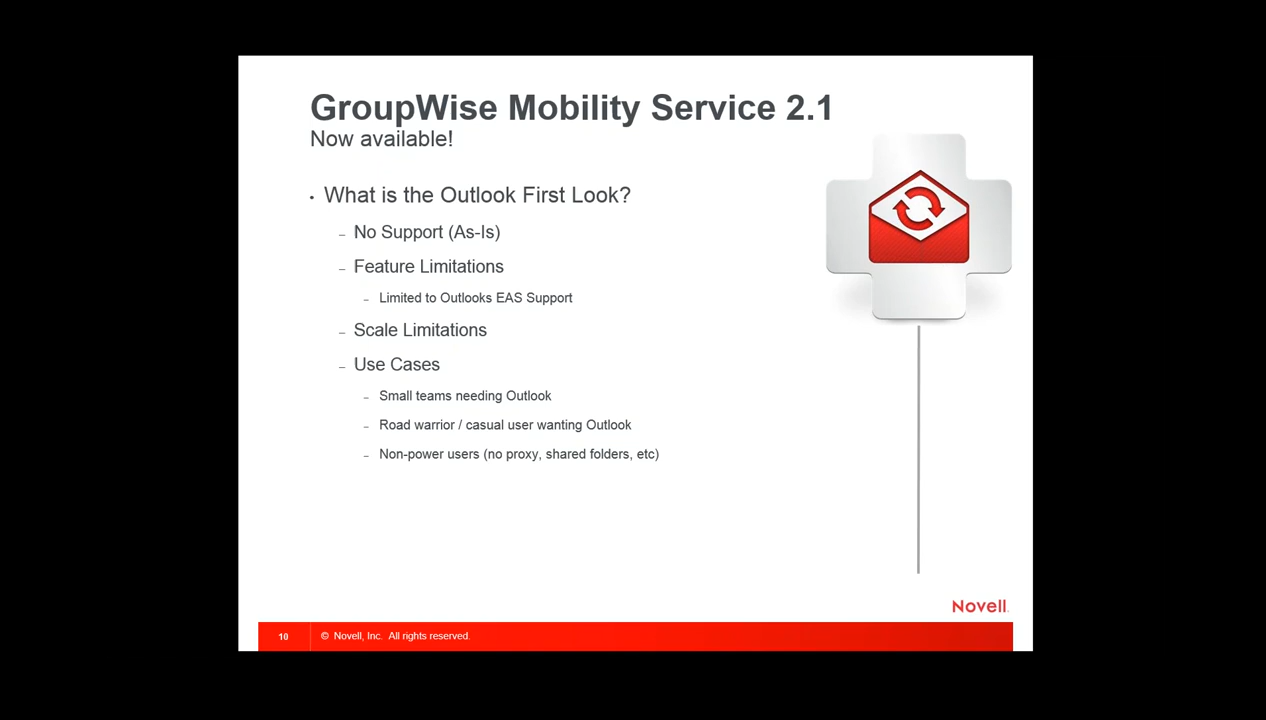 GroupWise Mobility Service 2.1
Now available!
• What is the Outlook First Look?
– No Support (As-Is)
– Feature Limitations
– Limited to Outlooks EAS Support
– Scale Limitations
– Use Cases
– Small teams needing Outlook
– Road warrior / casual user wanting Outlook
– Non-power users (no proxy, shared folders, etc)
Novell.
10 © Novell, Inc. All rights reserved.